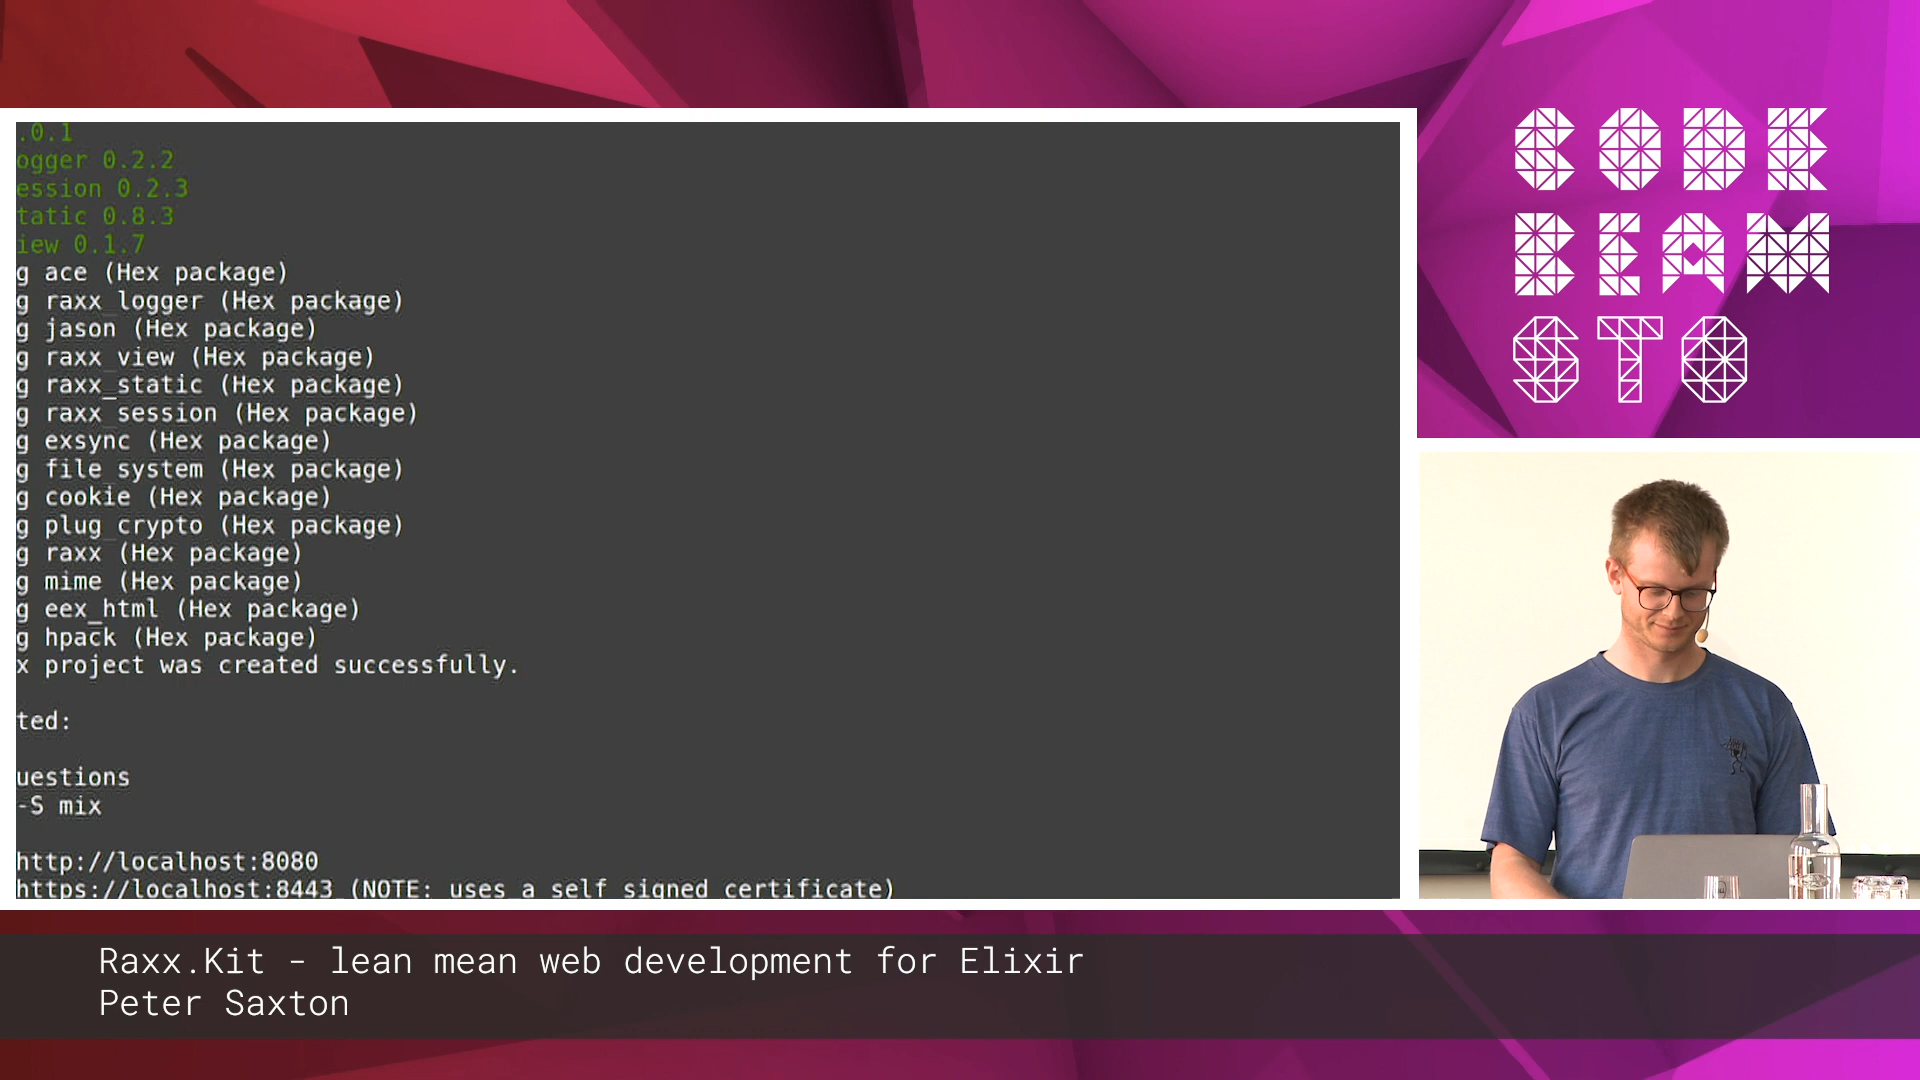 .0.1
ogger 0.2.2
ession 0.2.3
tatic 0.8.3
iew 0.1.7
g ace (Hex package)
g raxx_logger (Hex package)
g jason (Hex package)
g raxx_view (Hex package)
g raxx_static (Hex package)
g raxx_session (Hex package)
g exsync (Hex package)
g file_system (Hex package)
g cookie (Hex package)
g plug_crypto (Hex package)
g raxx (Hex package)
g mime (Hex package)
g eex_html (Hex package)
g hpack (Hex package)
x project was created successfully.
ted:
uestions
-S mix
http://localhost:8080
https://localhost:8443 (NOTE: uses a self signed certificate)
CODE
BEAM
STO
Raxx.Kit - lean mean web development for Elixir
Peter Saxton